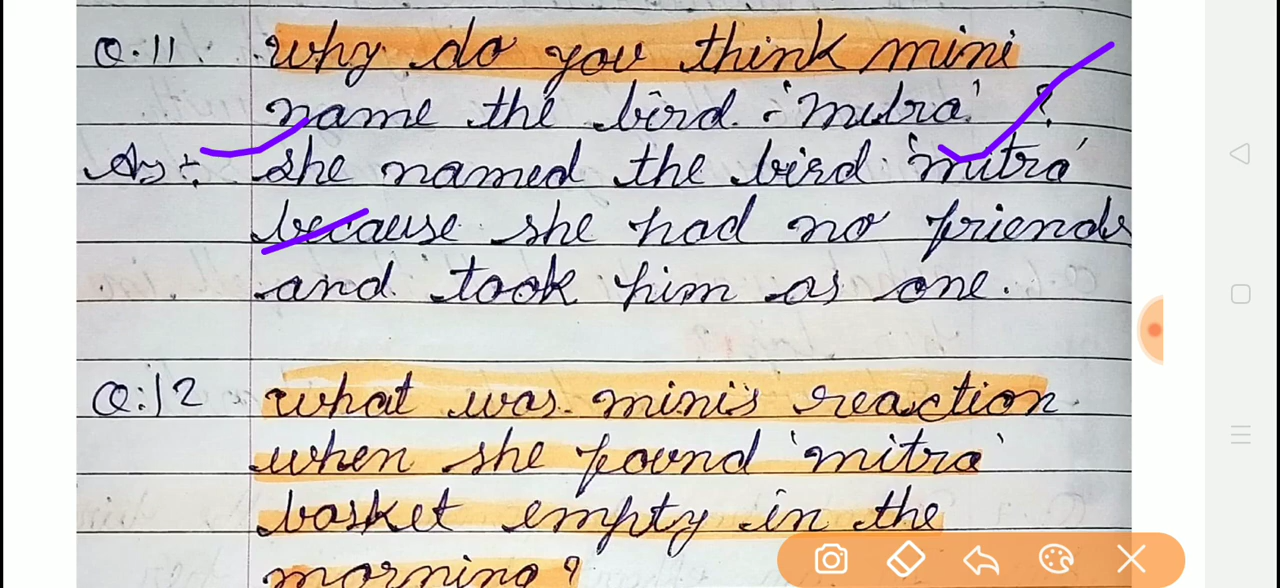 Q.11. why do you think mini
name the bird 'mitra' ?
Ans:- she named the bird 'mitra'
because she had no friends
and took him as one.
Q:12 what was mini's reaction
when she found 'mitra'
basket empty in the
morning?